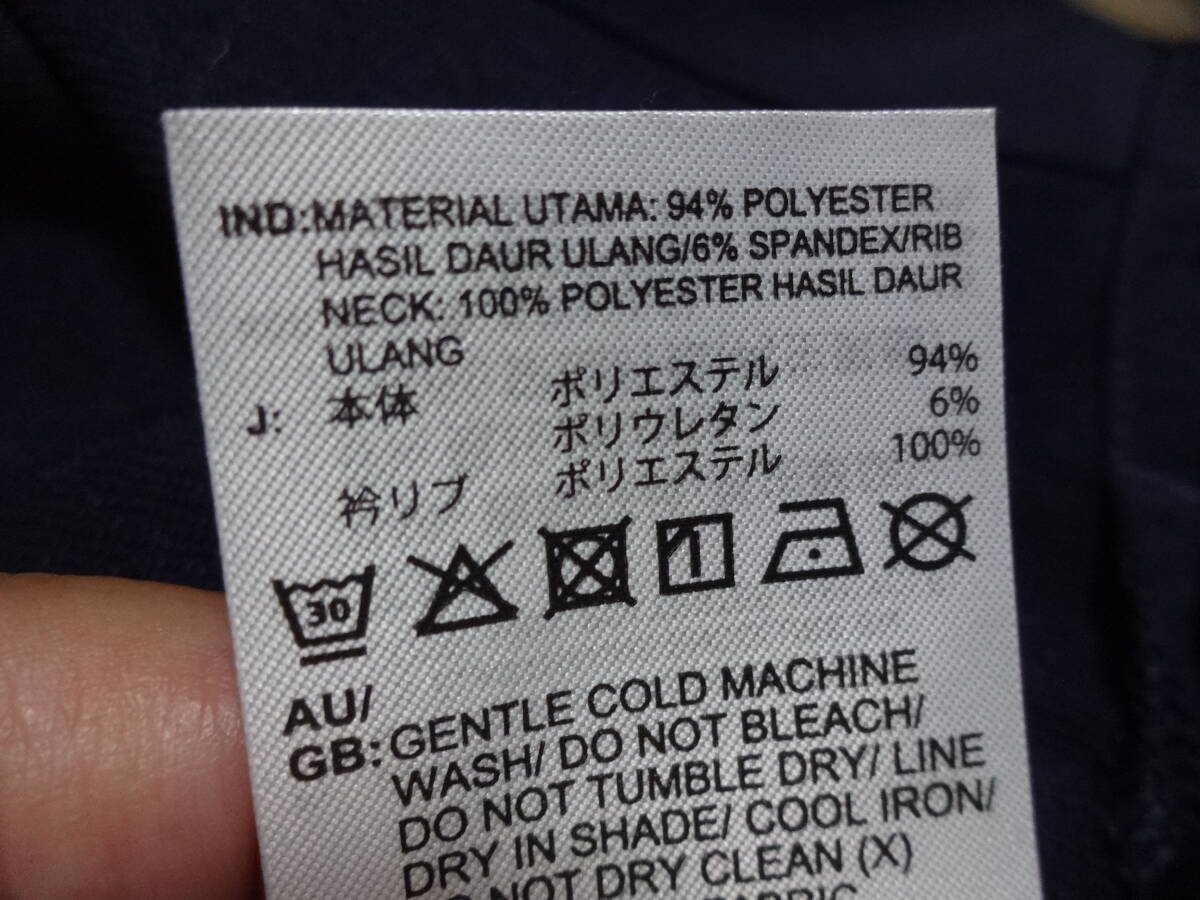 IND:MATERIAL UTAMA: 94% POLYESTER
HASIL DAUR ULANG/6% SPANDEX/RIB
NECK: 100% POLYESTER HASIL DAUR
ULANG
J: 本体 ポリエステル 94%
ポリウレタン 6%
衿リブ ポリエステル 100%
30
AU/
GB: GENTLE COLD MACHINE
WASH/ DO NOT BLEACH/
DO NOT TUMBLE DRY/ LINE
DRY IN SHADE/ COOL IRON/
NOT DRY CLEAN (X)
FABRIC